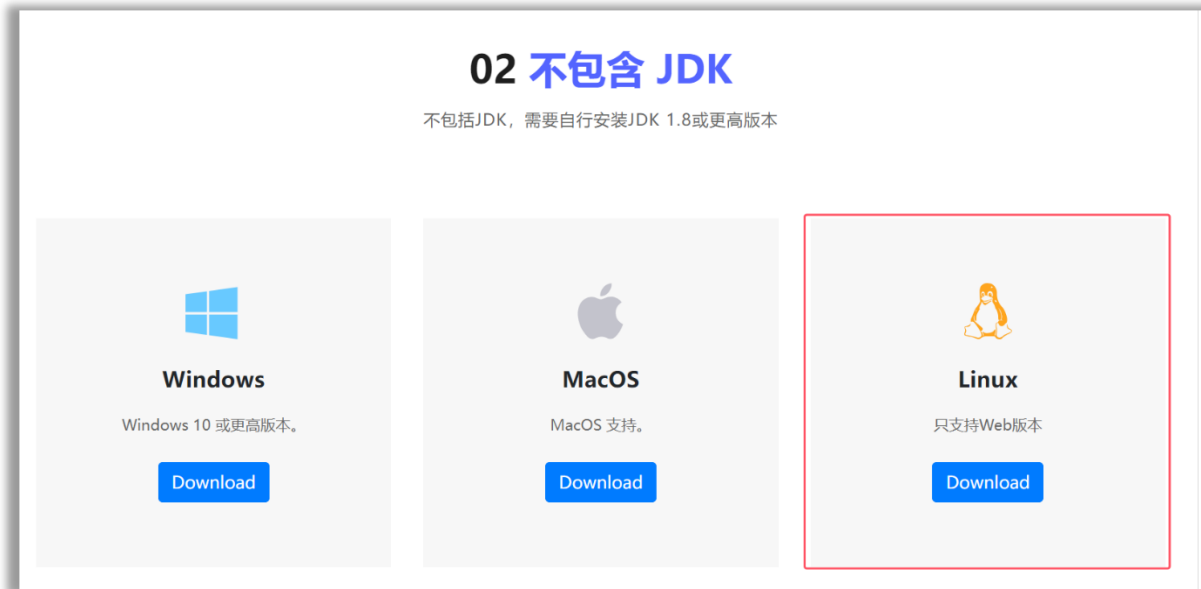 02 不包含 JDK
不包括JDK，需要自行安装JDK 1.8或更高版本
Windows
Windows 10 或更高版本。
Download
MacOS
MacOS 支持。
Download
Linux
只支持Web版本
Download